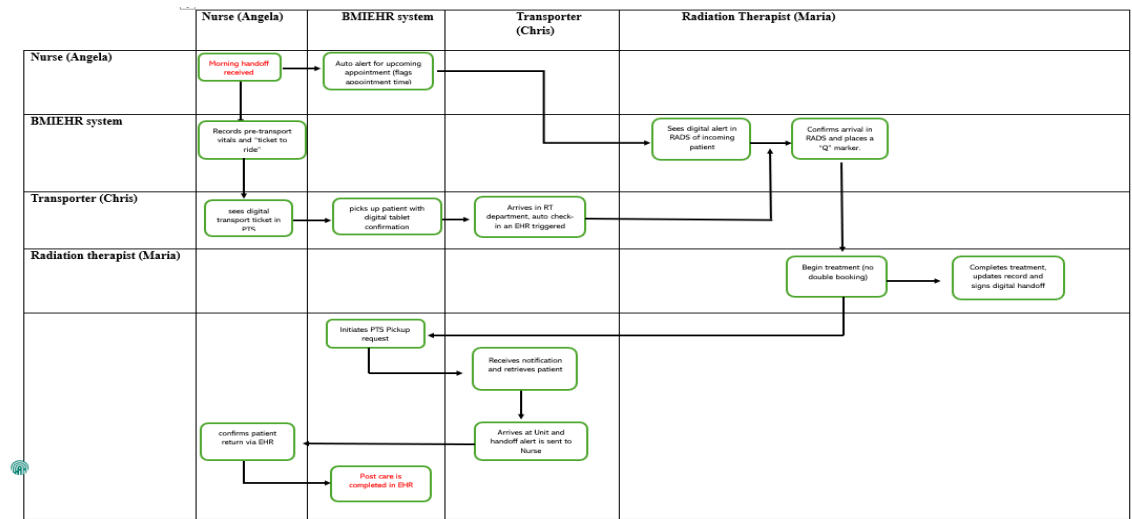 Nurse (Angela)
BMIEHR system
Transporter
(Chris)
Radiation Therapist (Maria)
Nurse (Angela)
Morning handoff
received
Auto alert for upcoming
appointment (flags
appointment time)
BMIEHR system
Records pre-transport
vitals and "ticket to
ride"
Sees digital alert in
RADS of incoming
patient
Confirms arrival in
RADS and places a
"Q" marker.
Transporter (Chris)
sees digital
transport ticket in
PTS
picks up patient with
digital tablet
confirmation
Arrives in RT
department, auto check-
in an EHR triggered
Radiation therapist (Maria)
Begin treatment (no
double booking)
Completes treatment,
updates record and
signs digital handoff
Initiates PTS Pickup
request
Receives notification
and retrieves patient
confirms patient
return via EHR
Arrives at Unit and
handoff alert is sent to
Nurse
Post care is
completed in EHR